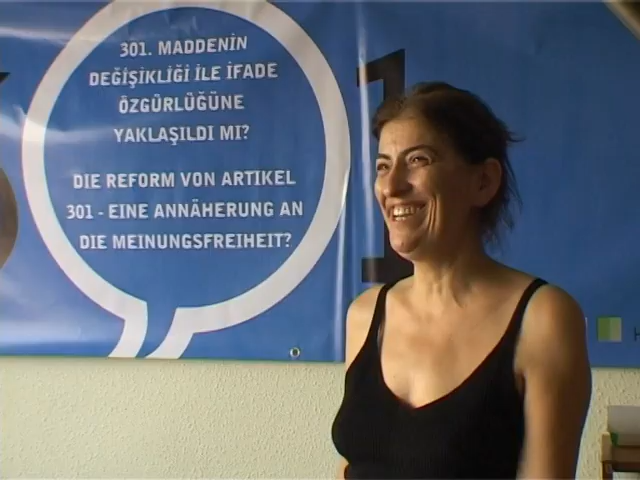 301. MADDENİN
DEĞİŞİKLİĞİ İLE İFADE
ÖZGÜRLÜĞÜNE
YAKLAŞILDI MI?
DIE REFORM VON ARTIKEL
301 - EINE ANNÄHERUNG AN
DIE MEINUNGSFREIHEIT?
1